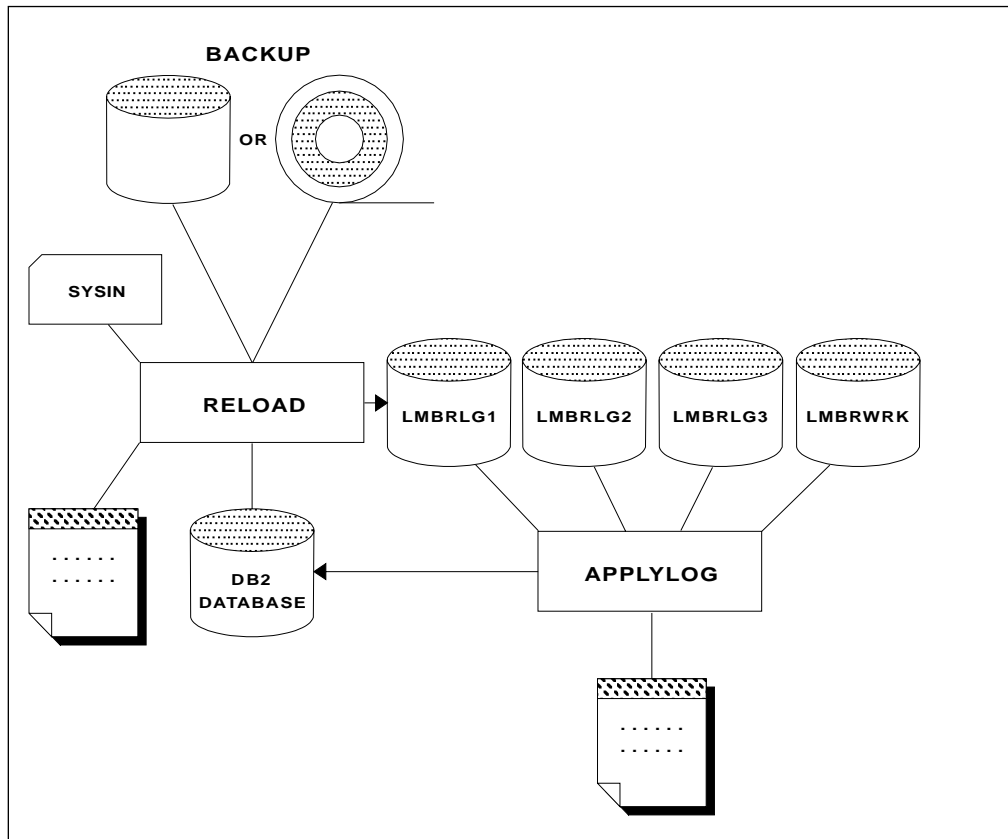 BACKUP
OR
SYSIN
RELOAD
LMBRLG1
LMBRLG2
LMBRLG3
LMBRWRK
DB2
DATABASE
APPLYLOG